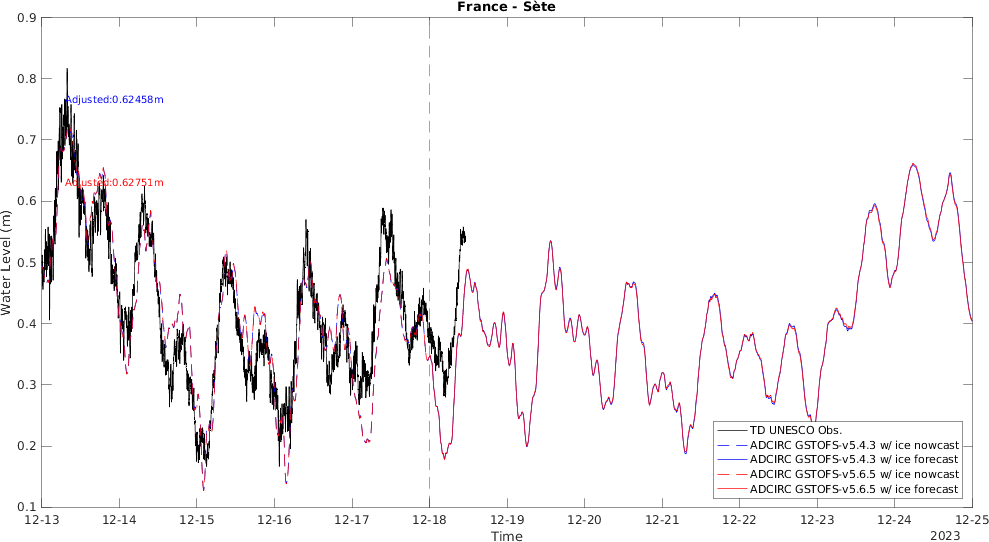 France - Sète
Water Level (m)
0.9
0.8
0.7
0.6
0.5
0.4
0.3
0.2
0.1
Adjusted:0.62458m
Adjusted:0.62751m
TD UNESCO Obs.
ADCIRC GSTOFS-v5.4.3 w/ ice nowcast
ADCIRC GSTOFS-v5.4.3 w/ ice forecast
ADCIRC GSTOFS-v5.6.5 w/ ice nowcast
ADCIRC GSTOFS-v5.6.5 w/ ice forecast
12-13 12-14 12-15 12-16 12-17 12-18 12-19 12-20 12-21 12-22 12-23 12-24 12-25
Time
2023